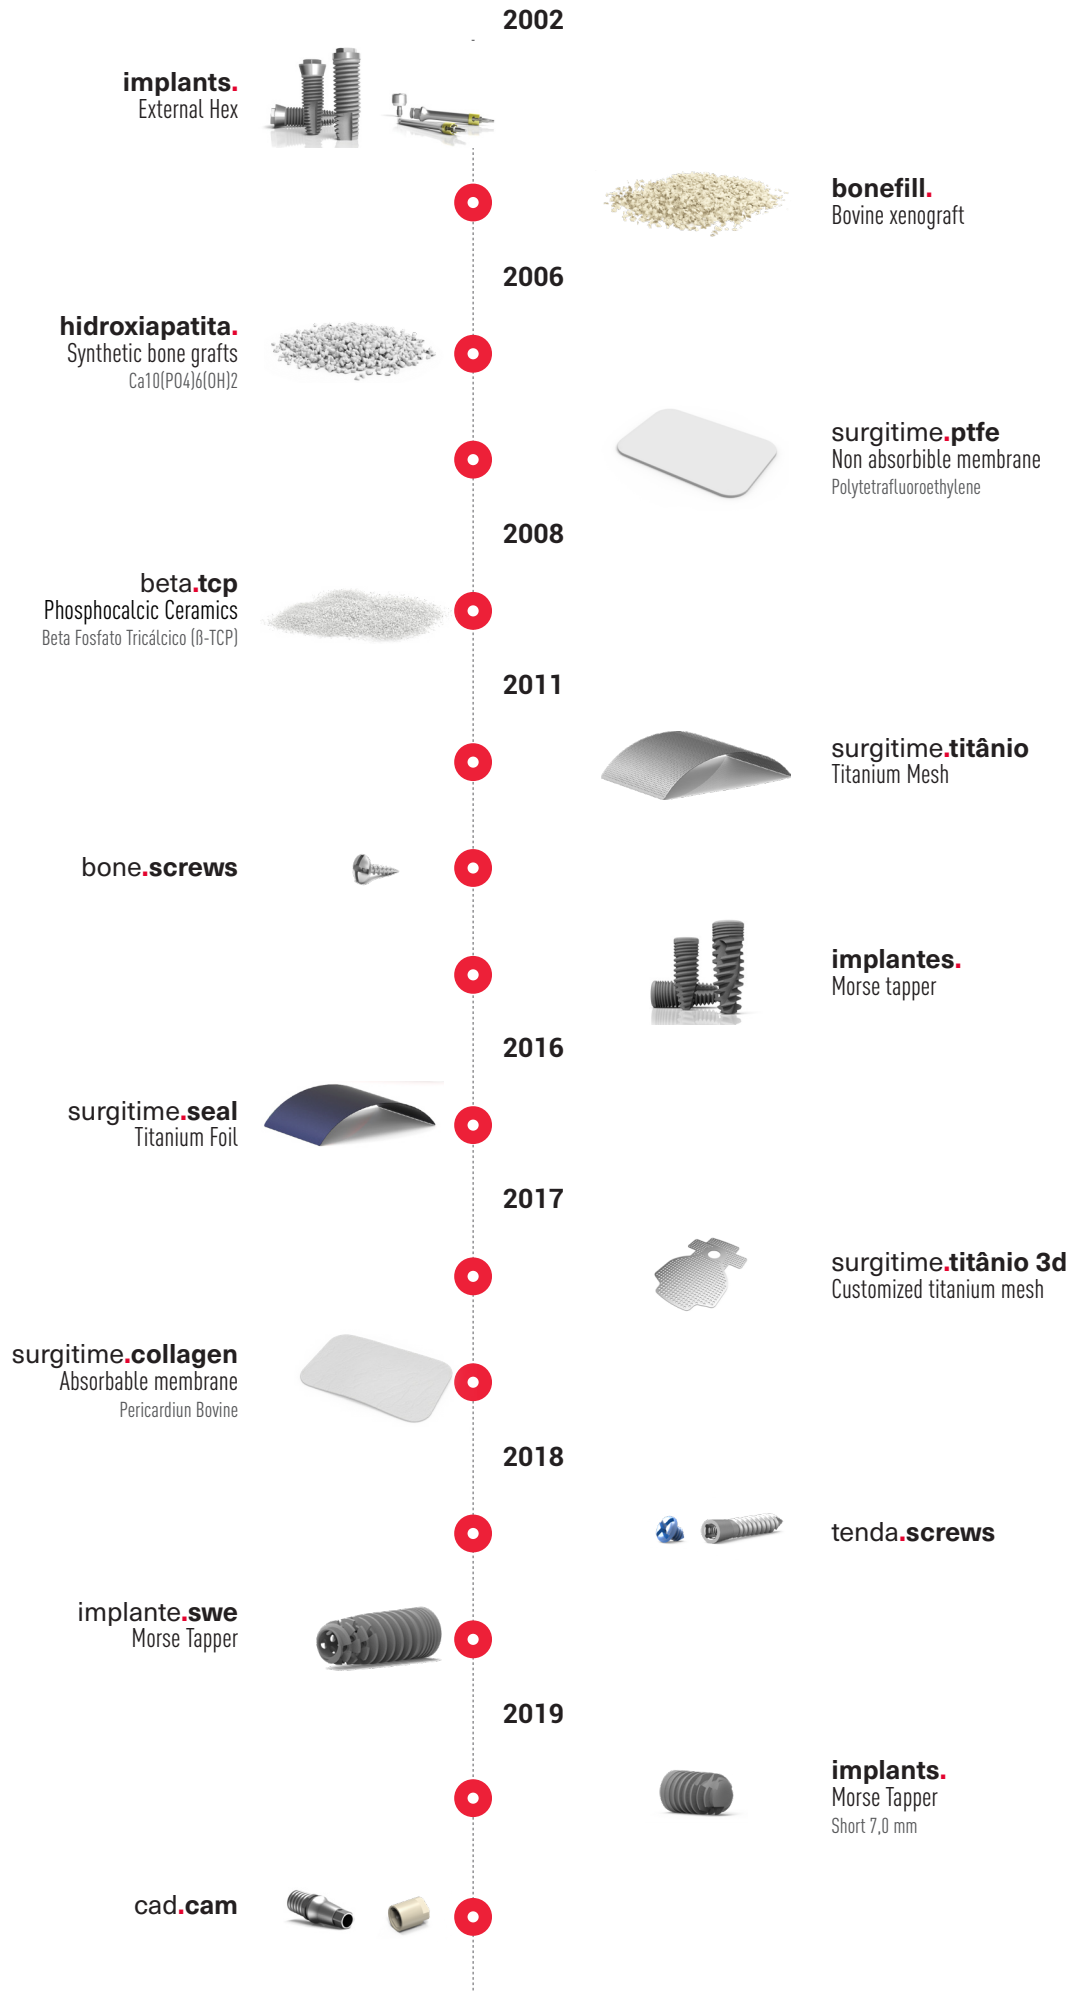 2002
implants.
External Hex
bonefill.
Bovine xenograft
2006
hidroxiapatita.
Synthetic bone grafts
Ca10(PO4)6(OH)2
surgitime.ptfe
Non absorbible membrane
Polytetrafluoroethylene
2008
beta.tcp
Phosphocalcic Ceramics
Beta Fosfato Tricálcico (ß-TCP)
2011
surgitime.titânio
Titanium Mesh
bone.screws
implantes.
Morse tapper
2016
surgitime.seal
Titanium Foil
2017
surgitime.titânio 3d
Customized titanium mesh
surgitime.collagen
Absorbable membrane
Pericardiun Bovine
2018
tenda.screws
implante.swe
Morse Tapper
2019
implants.
Morse Tapper
Short 7,0 mm
cad.cam